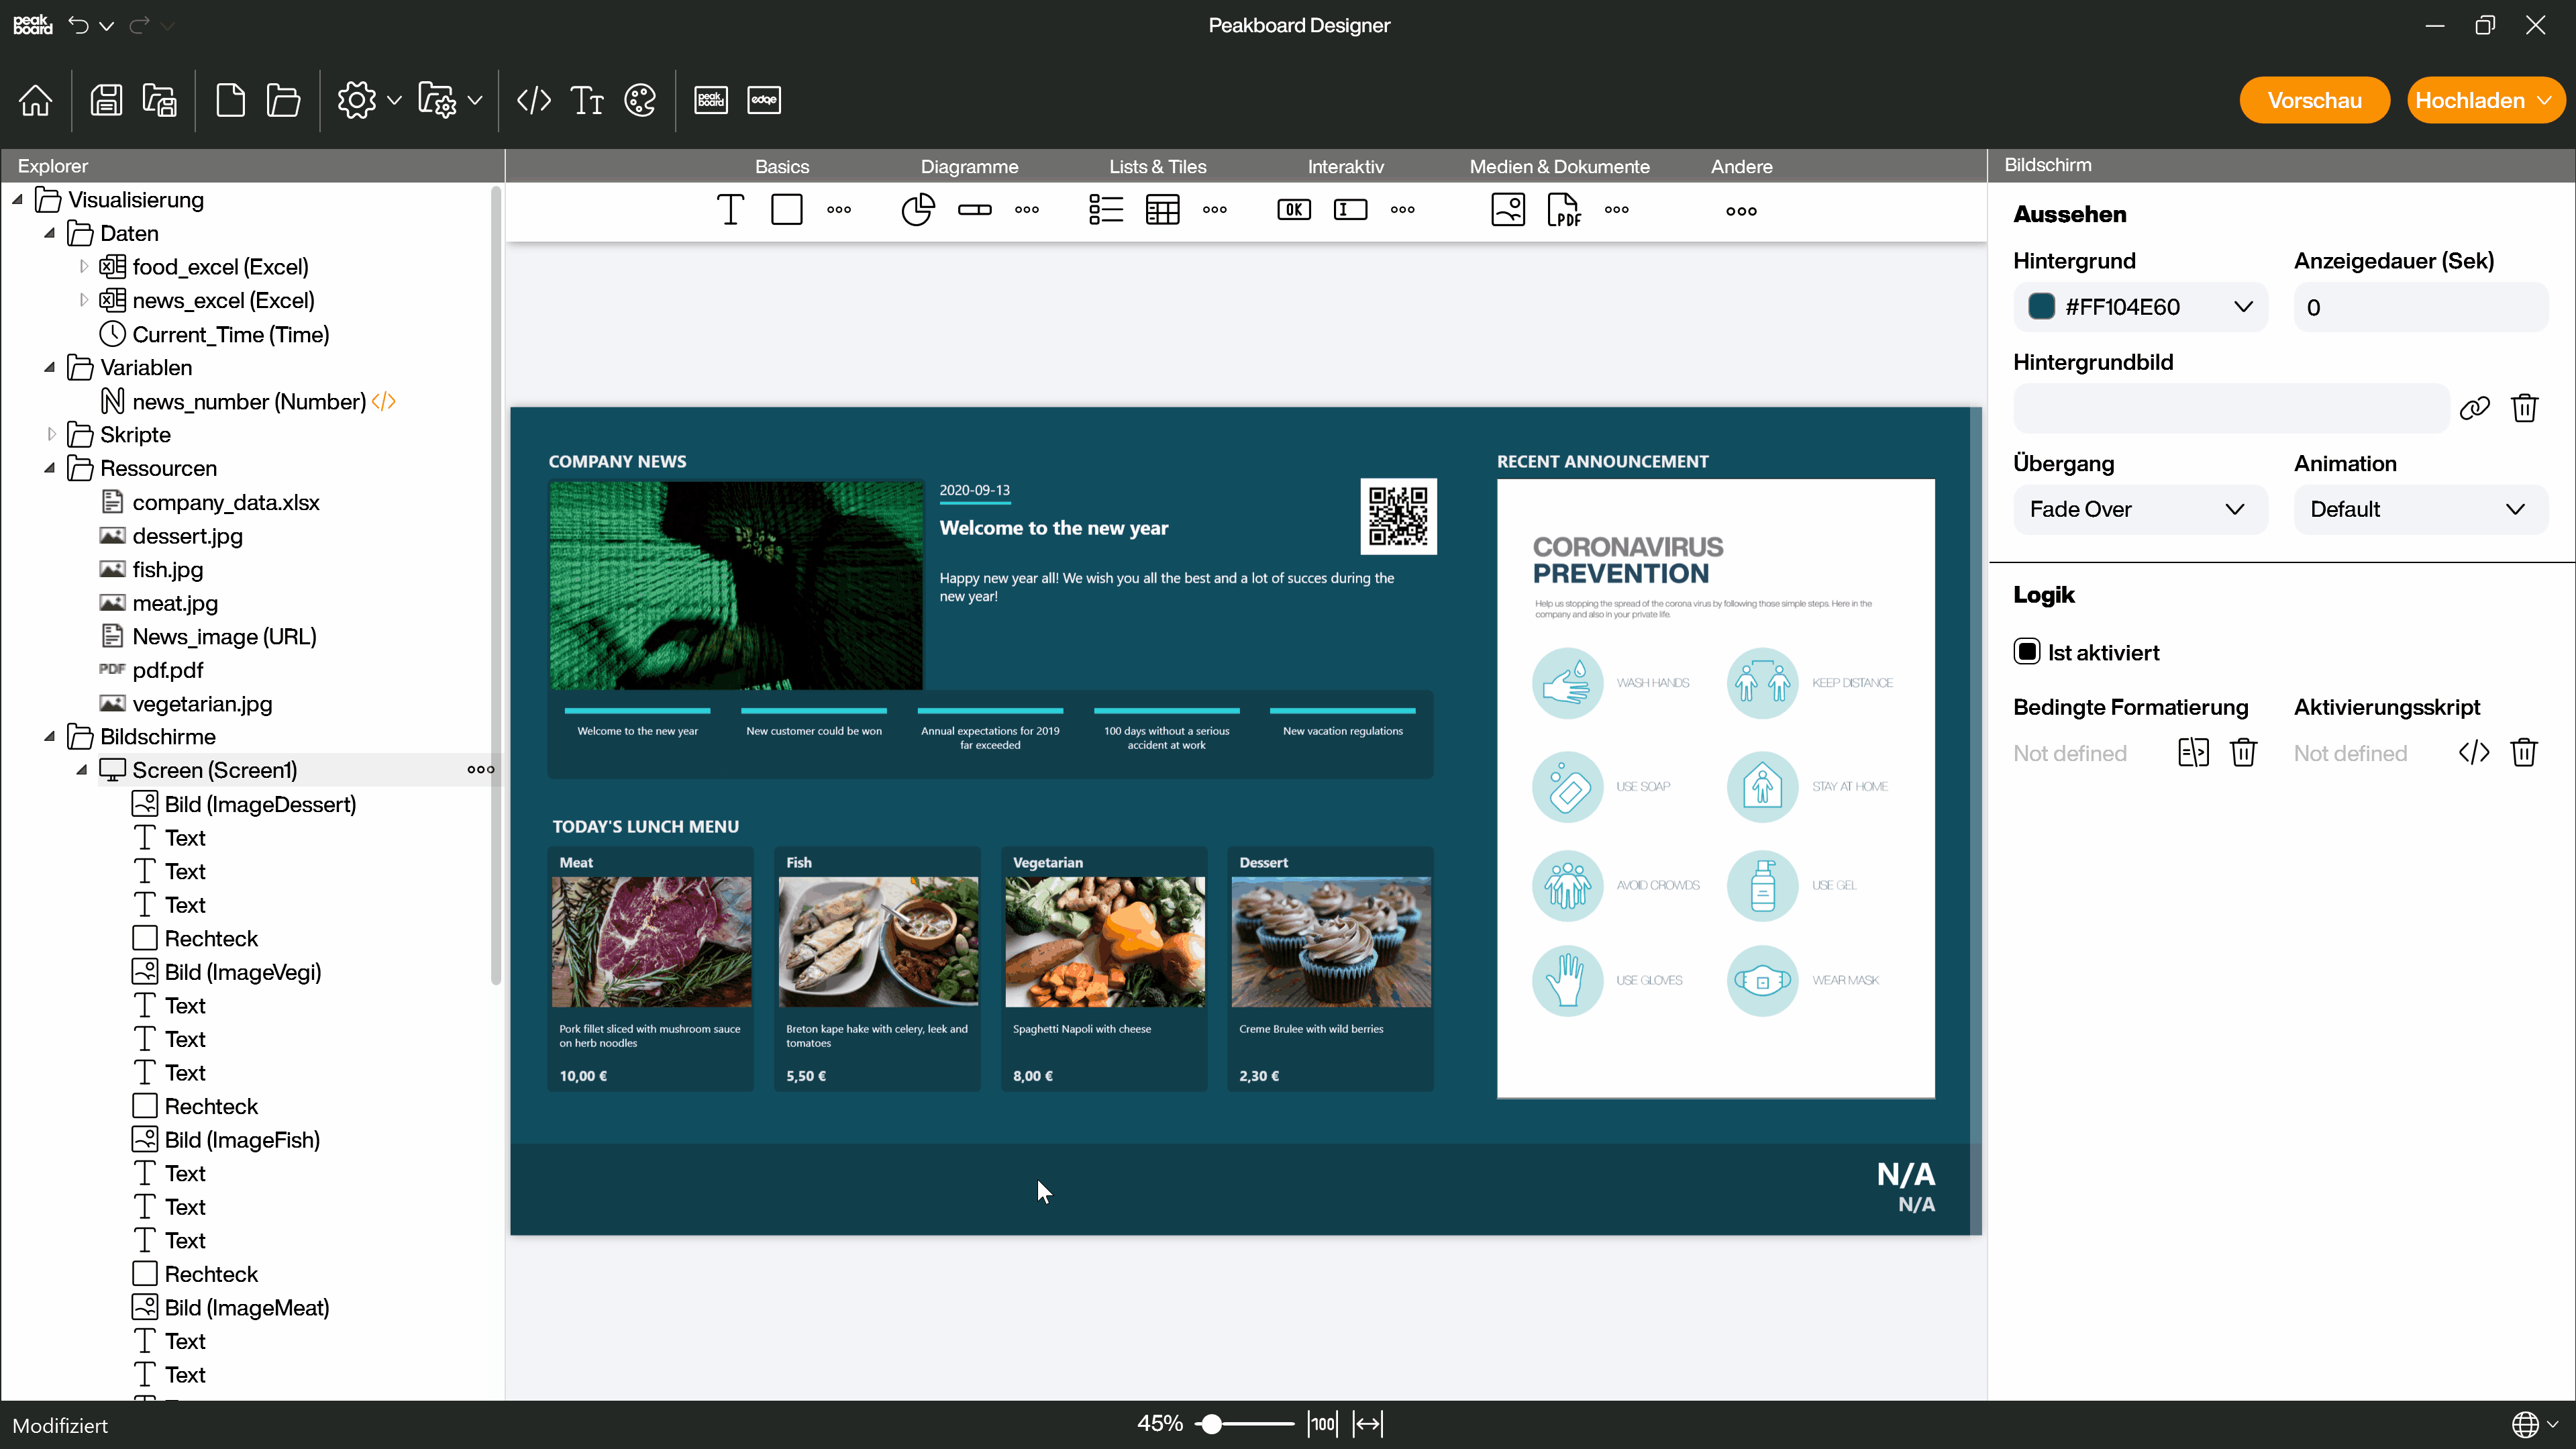 peak
board
Peakboard Designer
peak
board
edge
Vorschau
Hochladen
Explorer
Basics
Diagramme
Lists & Tiles
Interaktiv
Medien & Dokumente
Andere
Bildschirm
OK
PDF
Visualisierung
Daten
food_excel (Excel)
news_excel (Excel)
Current_Time (Time)
Variablen
news_number (Number)
Skripte
Ressourcen
company_data.xlsx
dessert.jpg
fish.jpg
meat.jpg
News_image (URL)
PDF pdf.pdf
vegetarian.jpg
Bildschirme
Screen (Screen1)
Bild (ImageDessert)
Text
Text
Text
Rechteck
Bild (ImageVegi)
Text
Text
Text
Rechteck
Bild (ImageFish)
Text
Text
Text
Rechteck
Bild (ImageMeat)
Text
Text
COMPANY NEWS
2020-09-13
Welcome to the new year
Happy new year all! We wish you all the best and a lot of succes during the
new year!
Welcome to the new year
New customer could be won
Annual expectations for 2019
far exceeded
100 days without a serious
accident at work
New vacation regulations
TODAY'S LUNCH MENU
Meat
Pork fillet sliced with mushroom sauce
on herb noodles
10,00 €
Fish
Breton kape hake with celery, leek and
tomatoes
5,50 €
Vegetarian
Spaghetti Napoli with cheese
8,00 €
Dessert
Creme Brulee with wild berries
2,30 €
RECENT ANNOUNCEMENT
CORONAVIRUS
PREVENTION
Help us stopping the spread of the corona virus by following those simple steps. Here in the
company and also in your private life.
WASH HANDS
KEEP DISTANCE
USE SOAP
STAY AT HOME
AVOID CROWDS
USE GEL
USE GLOVES
WEAR MASK
N/A
N/A
Aussehen
Hintergrund
Anzeigedauer (Sek)
#FF104E60
0
Hintergrundbild
Übergang
Animation
Fade Over
Default
Logik
Ist aktiviert
Bedingte Formatierung
Aktivierungsskript
Not defined
Not defined
Modifiziert
45%
100